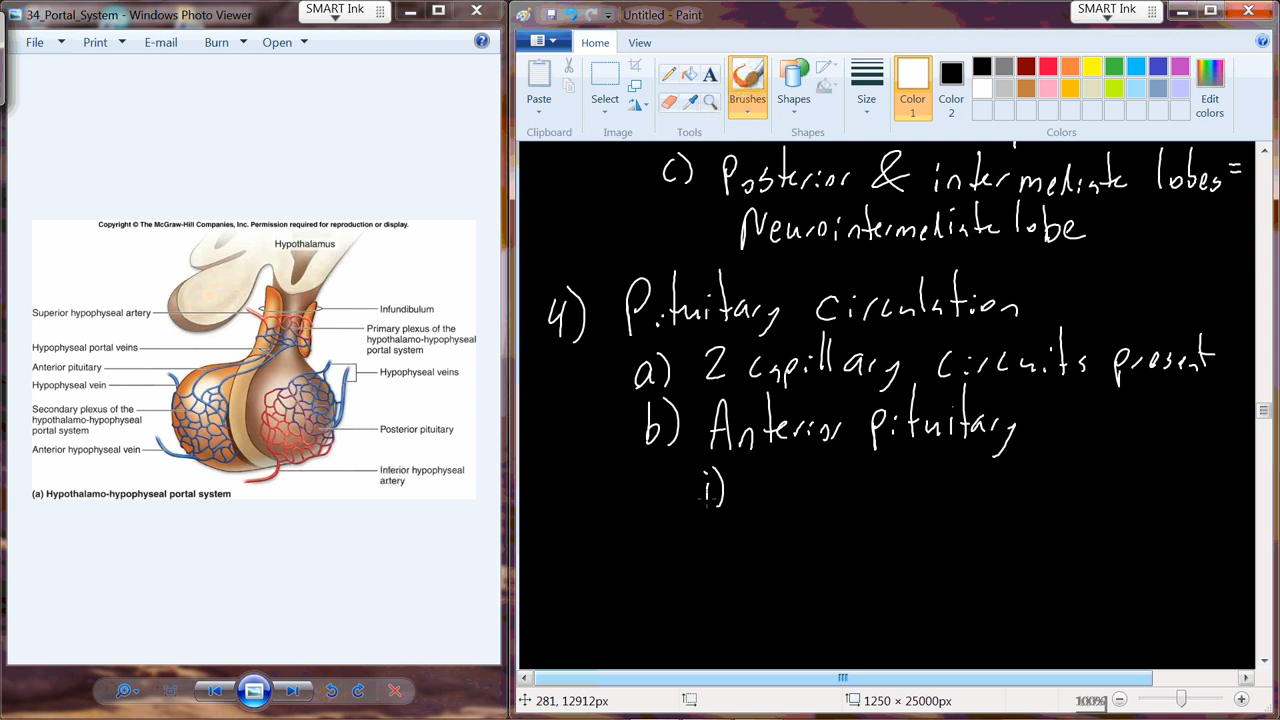 34_Portal_System - Windows Photo Viewer
SMART Ink
File Print E-mail Burn Open
Copyright © The McGraw-Hill Companies, Inc. Permission required for reproduction or display.
Hypothalamus
Superior hypophyseal artery
Hypophyseal portal veins
Anterior pituitary
Hypophyseal vein
Secondary plexus of the
hypothalamo-hypophyseal
portal system
Anterior hypophyseal vein
Infundibulum
Primary plexus of the
hypothalamo-hypophyseal
portal system
Hypophyseal veins
Posterior pituitary
Inferior hypophyseal
artery
(a) Hypothalamo-hypophyseal portal system
Untitled - Paint
SMART Ink
Home View
Paste
Select
Brushes
Shapes
Size
Color
1
Color
2
Edit
colors
Clipboard
Image
Tools
Shapes
Colors
c) Posterior & intermediate lobes =
Neurointermediate lobe
4) Pituitary circulation
a) 2 capillary circuits present
b) Anterior pituitary
i)
281, 12912px
1250 × 25000px
100%